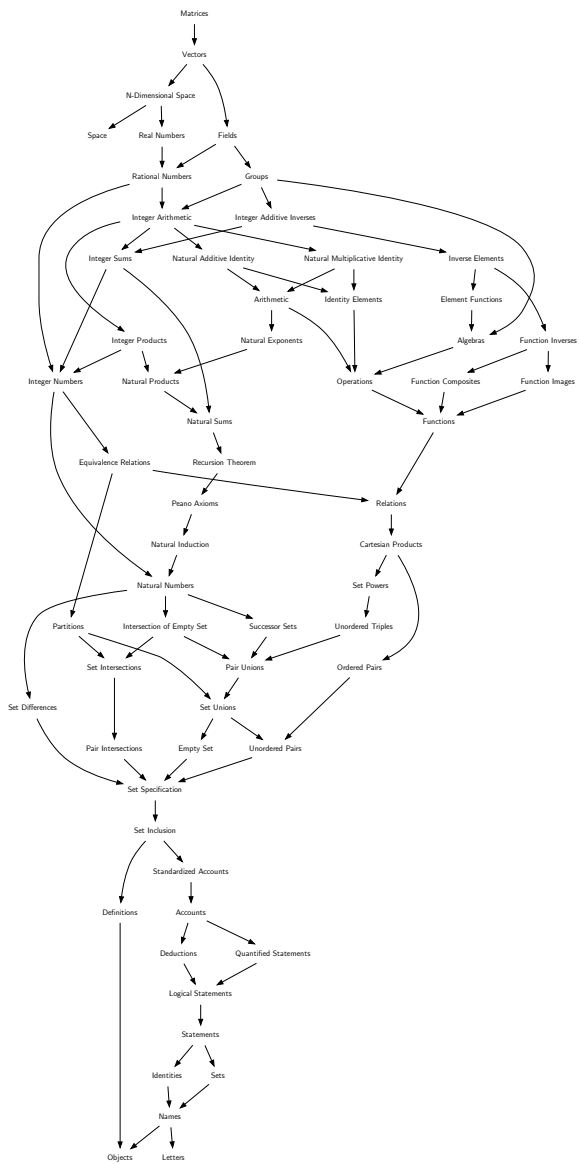 Matrices
Vectors
N-Dimensional Space
Space
Real Numbers
Fields
Rational Numbers
Groups
Integer Arithmetic
Integer Additive Inverses
Integer Sums
Natural Additive Identity
Natural Multiplicative Identity
Inverse Elements
Arithmetic
Identity Elements
Element Functions
Integer Products
Natural Exponents
Algebras
Function Inverses
Integer Numbers
Natural Products
Operations
Function Composites
Function Images
Natural Sums
Functions
Equivalence Relations
Recursion Theorem
Peano Axioms
Relations
Natural Induction
Cartesian Products
Natural Numbers
Set Powers
Partitions
Intersection of Empty Set
Successor Sets
Unordered Triples
Set Intersections
Pair Unions
Ordered Pairs
Set Differences
Set Unions
Pair Intersections
Empty Set
Unordered Pairs
Set Specification
Set Inclusion
Standardized Accounts
Definitions
Accounts
Deductions
Quantified Statements
Logical Statements
Statements
Identities
Sets
Names
Objects
Letters